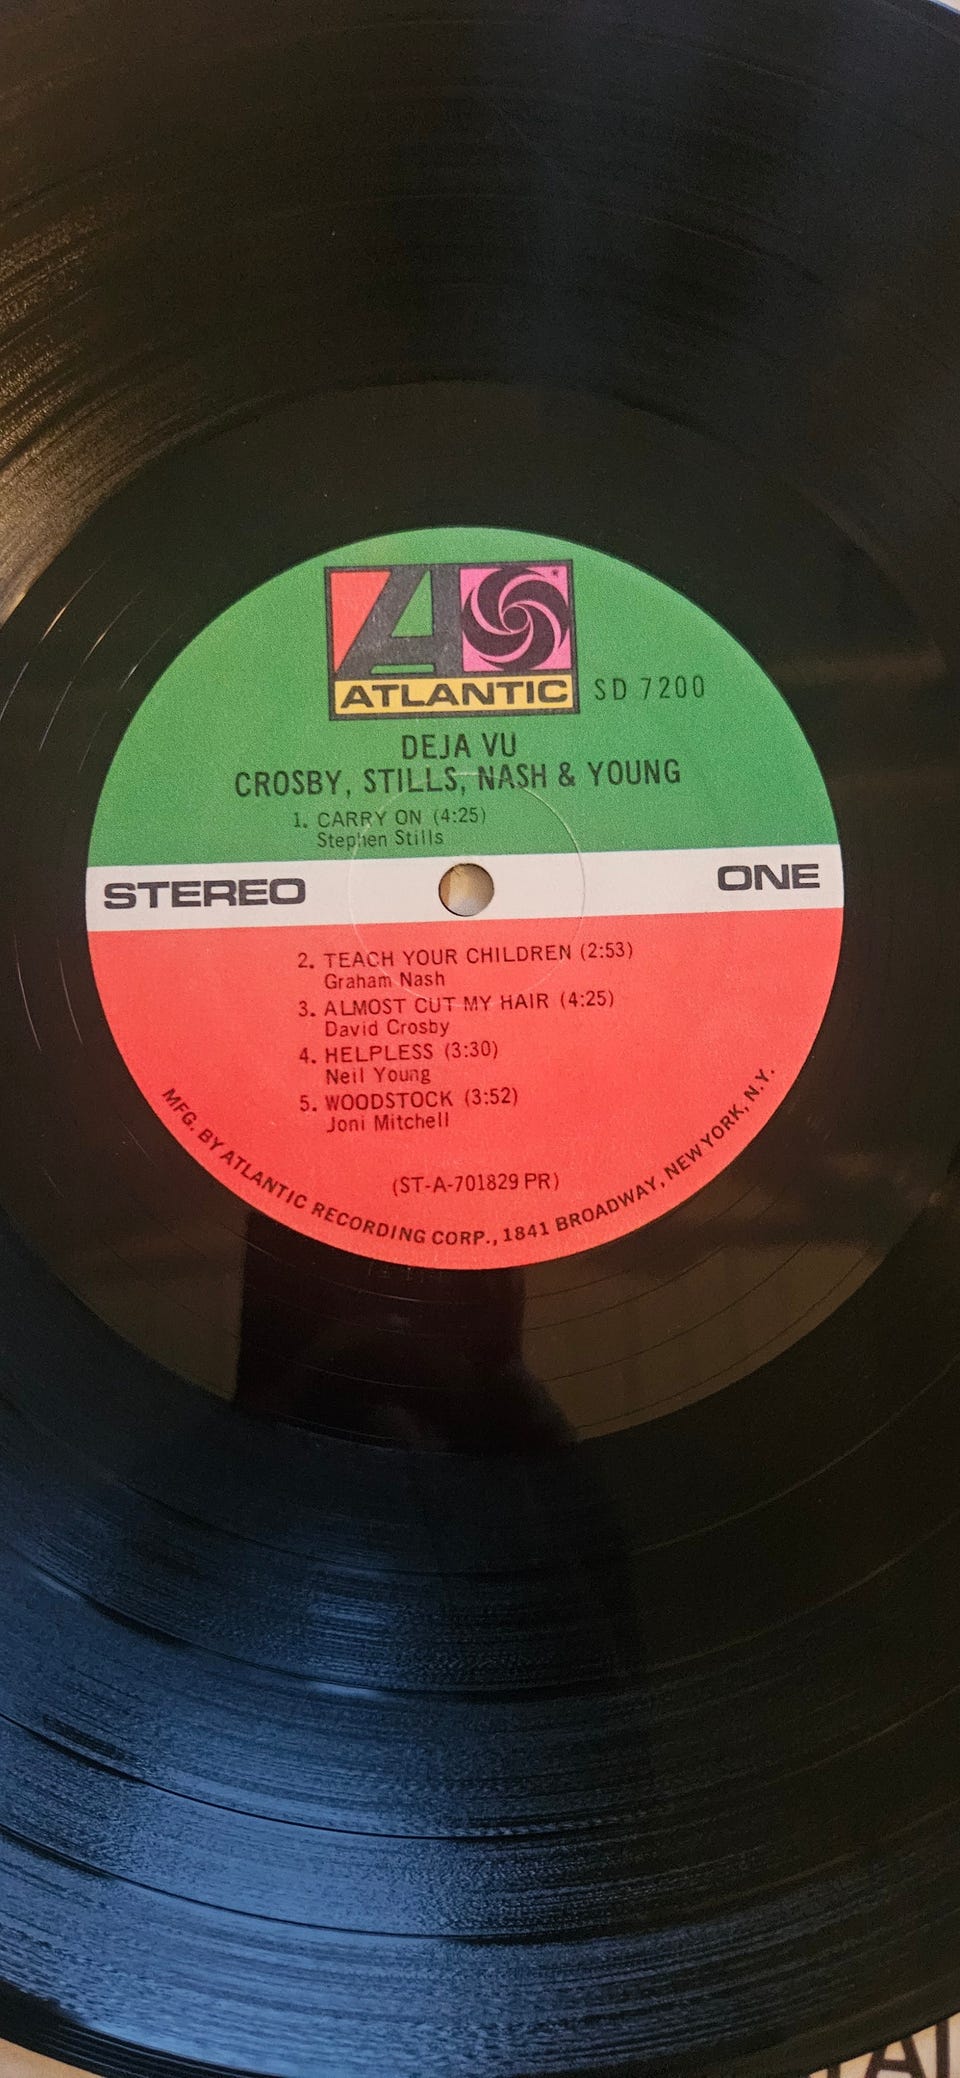 ATLANTIC
SD 7200
DEJA VU
CROSBY, STILLS, NASH & YOUNG
1. CARRY ON (4:25)
Stephen Stills
STEREO
ONE
2. TEACH YOUR CHILDREN (2:53)
Graham Nash
3. ALMOST CUT MY HAIR (4:25)
David Crosby
4. HELPLESS (3:30)
Neil Young
5. WOODSTOCK (3:52)
Joni Mitchell
(ST-A-701829 PR)
MFG. BY ATLANTIC RECORDING CORP., 1841 BROADWAY, NEW YORK, N.Y.